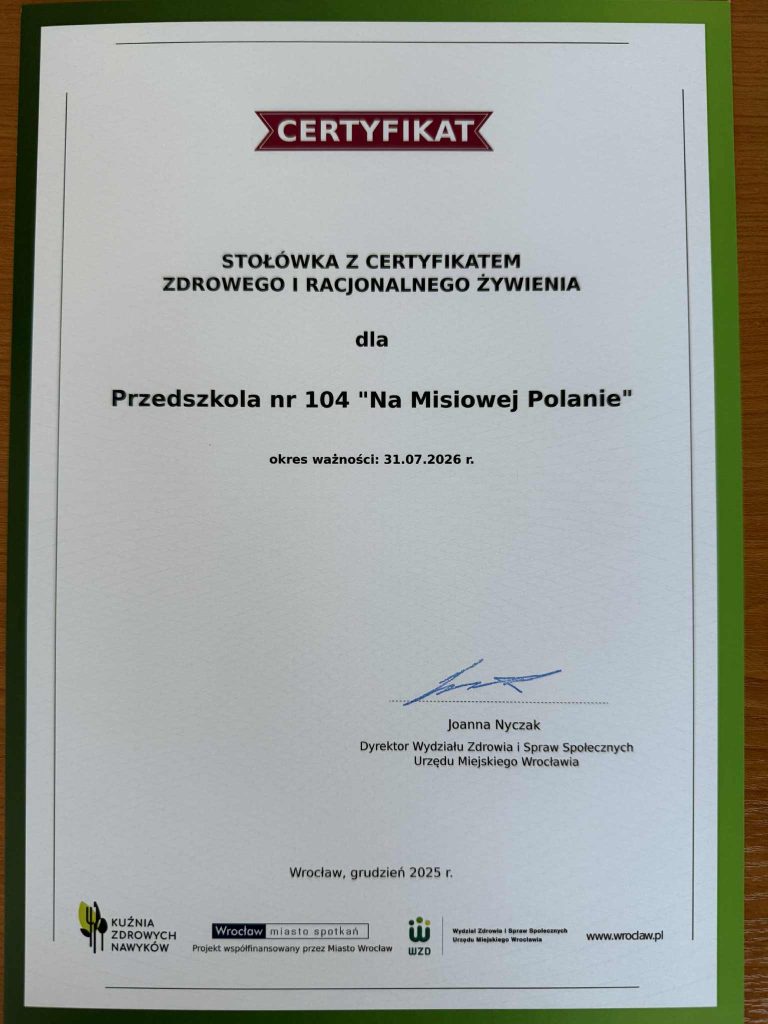 CERTYFIKAT
STOŁÓWKA Z CERTYFIKATEM
ZDROWEGO I RACJONALNEGO ŻYWIENIA
dla
Przedszkola nr 104 "Na Misiowej Polanie"
okres ważności: 31.07.2026 r.
Joanna Nyczak
Dyrektor Wydziału Zdrowia i Spraw Społecznych
Urzędu Miejskiego Wrocławia
Wrocław, grudzień 2025 r.
KUŹNIA
ZDROWYCH
NAWYKÓW
Wrocław miasto spotkań
Projekt współfinansowany przez Miasto Wrocław
WZD
Wydział Zdrowia i Spraw Społecznych
Urzędu Miejskiego Wrocławia
www.wroclaw.pl